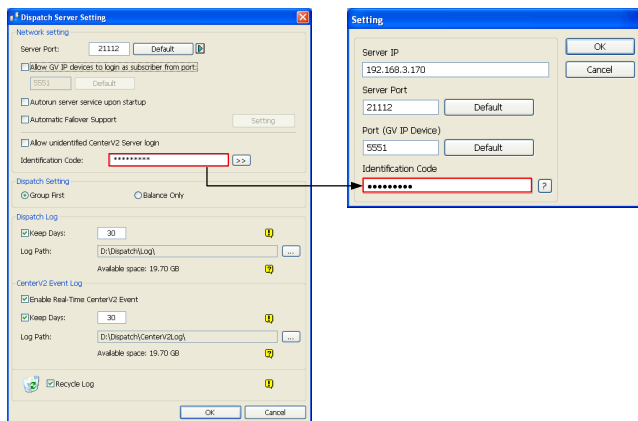 Dispatch Server Setting
Network setting
Server Port: 21112 Default
Allow GV IP devices to login as subscriber from port:
5551 Default
Autorun server service upon startup
Automatic Failover Support Setting
Allow unidentified CenterV2 Server login
Identification Code: ********* >>
Dispatch Setting
Group First Balance Only
Dispatch Log
Keep Days: 30
Log Path: D:\Dispatch\Log\ ...
Available space: 19.70 GB
CenterV2 Event Log
Enable Real-Time CenterV2 Event
Keep Days: 30
Log Path: D:\Dispatch\CenterV2Log\ ...
Available space: 19.70 GB
Recycle Log
OK Cancel
Setting
Server IP
192.168.3.170
Server Port
21112 Default
Port (GV IP Device)
5551 Default
Identification Code
●●●●●●●●● ?
OK
Cancel